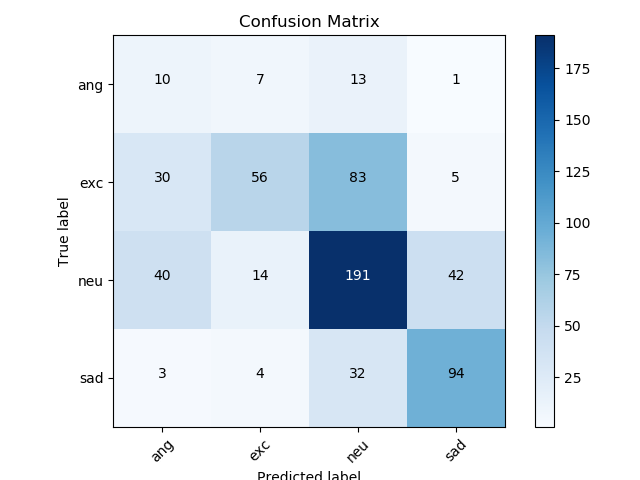 Confusion Matrix
True label
ang 10 7 13 1
exc 30 56 83 5
neu 40 14 191 42
sad 3 4 32 94
ang exc neu sad
Predicted label
175
150
125
100
75
50
25